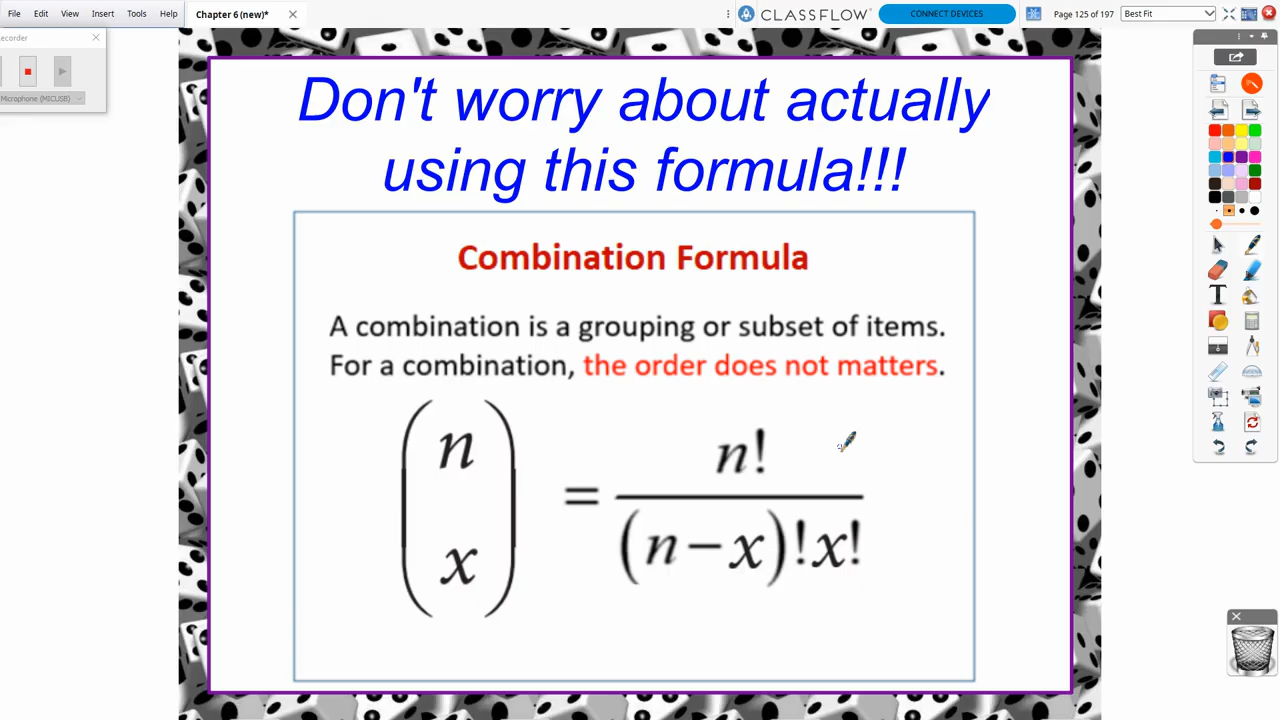 File Edit View Insert Tools Help
Chapter 6 (new)*
CLASSFLOW
CONNECT DEVICES
Page 125 of 197
Best Fit
ecorder
Microphone (MICUSB)
Don't worry about actually
using this formula!!!
Combination Formula
A combination is a grouping or subset of items.
For a combination, the order does not matters.
(n x) = n! / (n−x)!x!
T